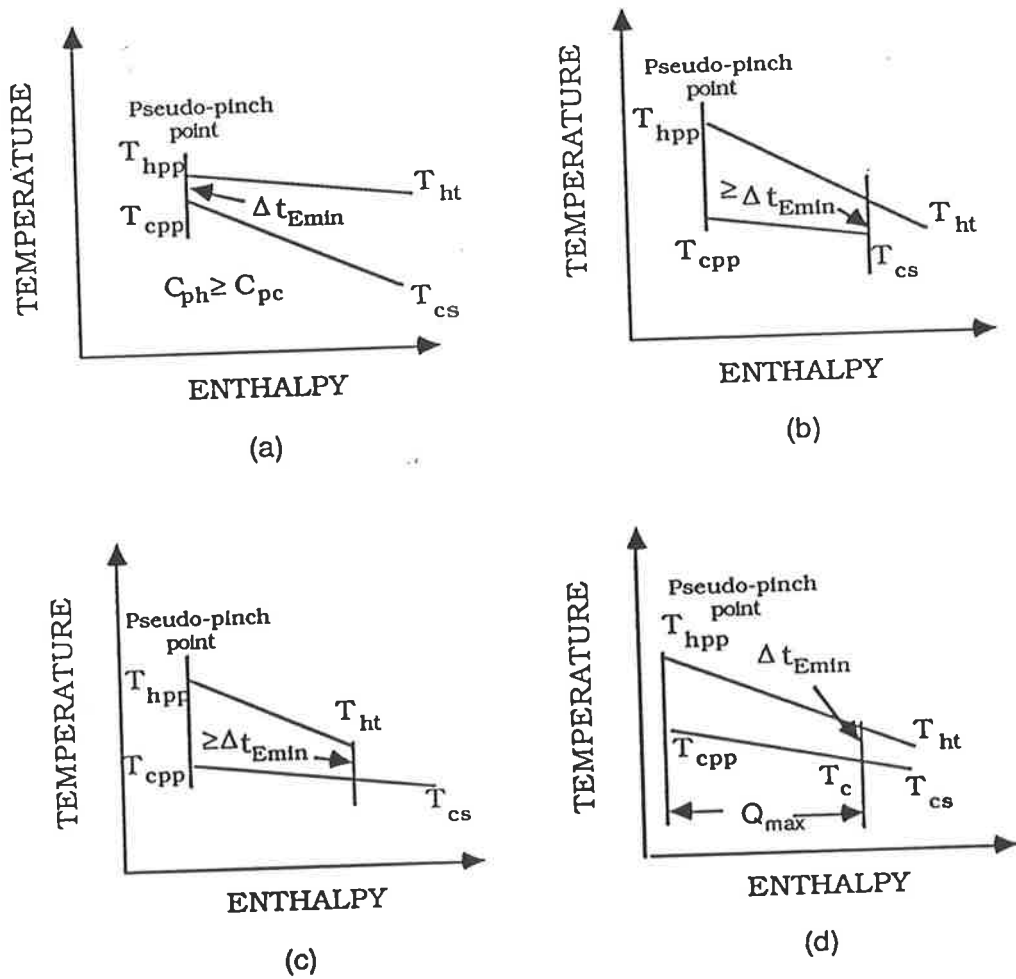 TEMPERATURE
Pseudo-pinch
point
T_hpp
T_ht
Δ t_Emin
T_cpp
C_ph ≥ C_pc
T_cs
ENTHALPY
(a)
TEMPERATURE
Pseudo-pinch
point
T_hpp
≥ Δ t_Emin
T_ht
T_cpp
T_cs
ENTHALPY
(b)
TEMPERATURE
Pseudo-pinch
point
T_hpp
T_ht
≥Δ t_Emin
T_cpp
T_cs
ENTHALPY
(c)
TEMPERATURE
Pseudo-pinch
point
T_hpp
Δ t_Emin
T_ht
T_cpp
T_c
T_cs
Q_max
ENTHALPY
(d)